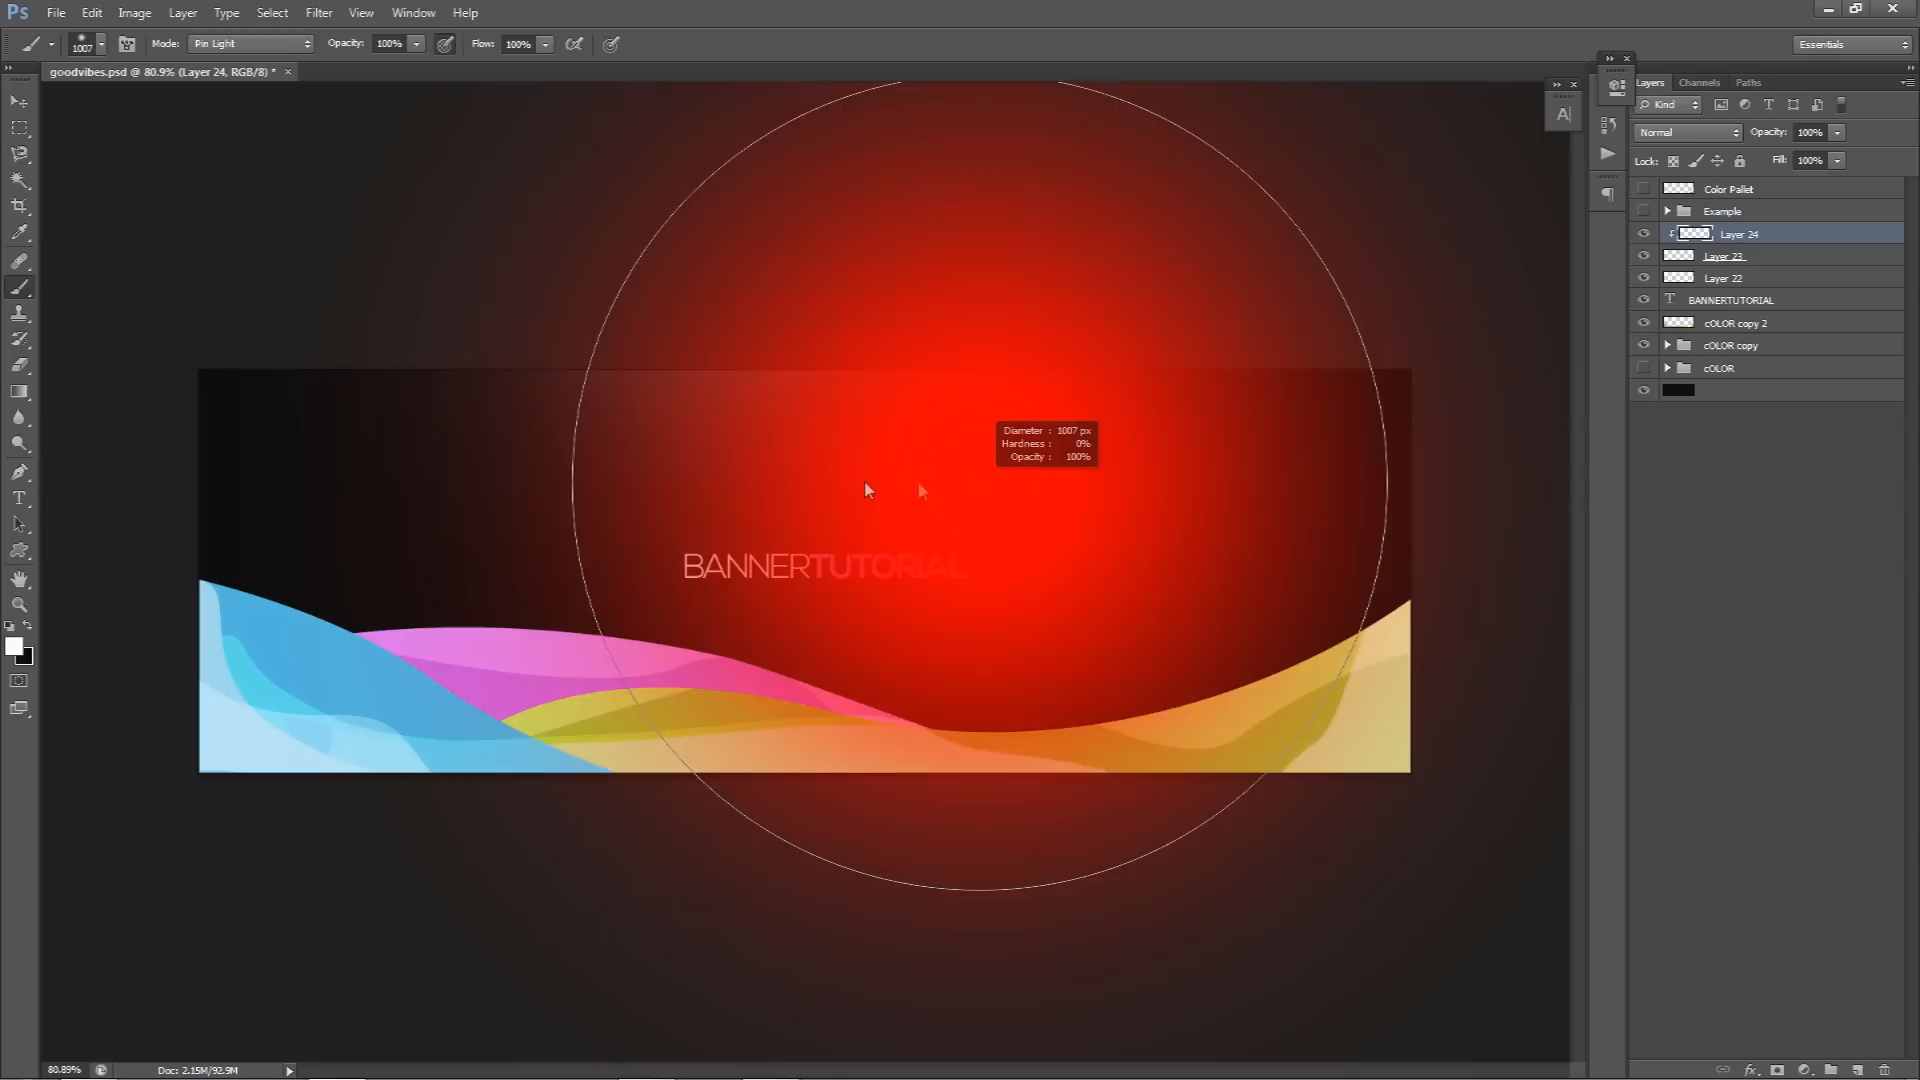 Ps File Edit Image Layer Type Select Filter View Window Help
1007 Mode: Pin Light Opacity: 100% Flow: 100% Essentials
goodvibes.psd @ 80.9% (Layer 24, RGB/8) * ×
Layers Channels Paths
Kind
Normal Opacity: 100%
Lock: Fill: 100%
Color Pallet
Example
Layer 24
Layer 23
Layer 22
BANNERTUTORIAL
cOLOR copy 2
cOLOR copy
cOLOR
Diameter : 1007 px
Hardness : 0%
Opacity : 100%
BANNERTUTORIAL
80.89% Doc: 2.15M/92.9M